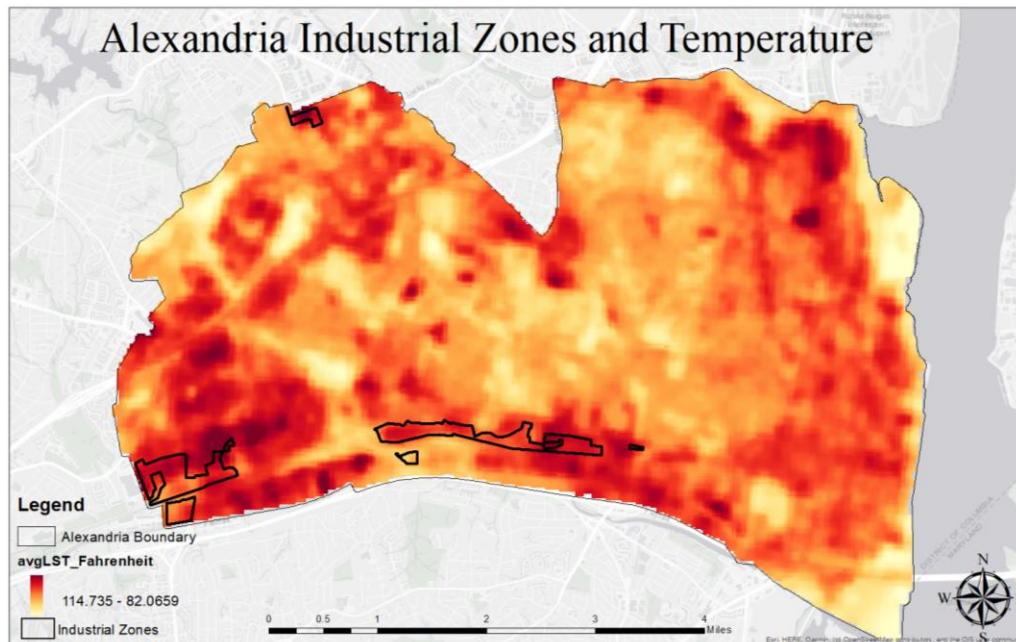 Alexandria Industrial Zones and Temperature
Legend
Alexandria Boundary
avgLST_Fahrenheit
114.735 - 82.0659
Industrial Zones
0 0.5 1 2 3 4
Miles
N
W E
S
DISTRICT OF COLUMBIA
MARYLAND